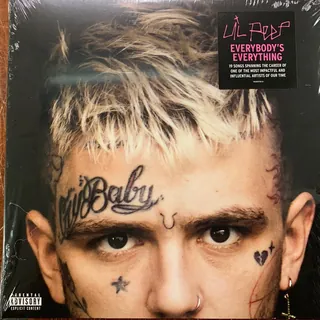 LiL PEEP
EVERYBODY'S
EVERYTHING
19 SONGS SPANNING THE CAREER OF
ONE OF THE MOST IMPACTFUL AND
INFLUENTIAL ARTISTS OF OUR TIME
CryBaby
PARENTAL
ADVISORY
EXPLICIT CONTENT